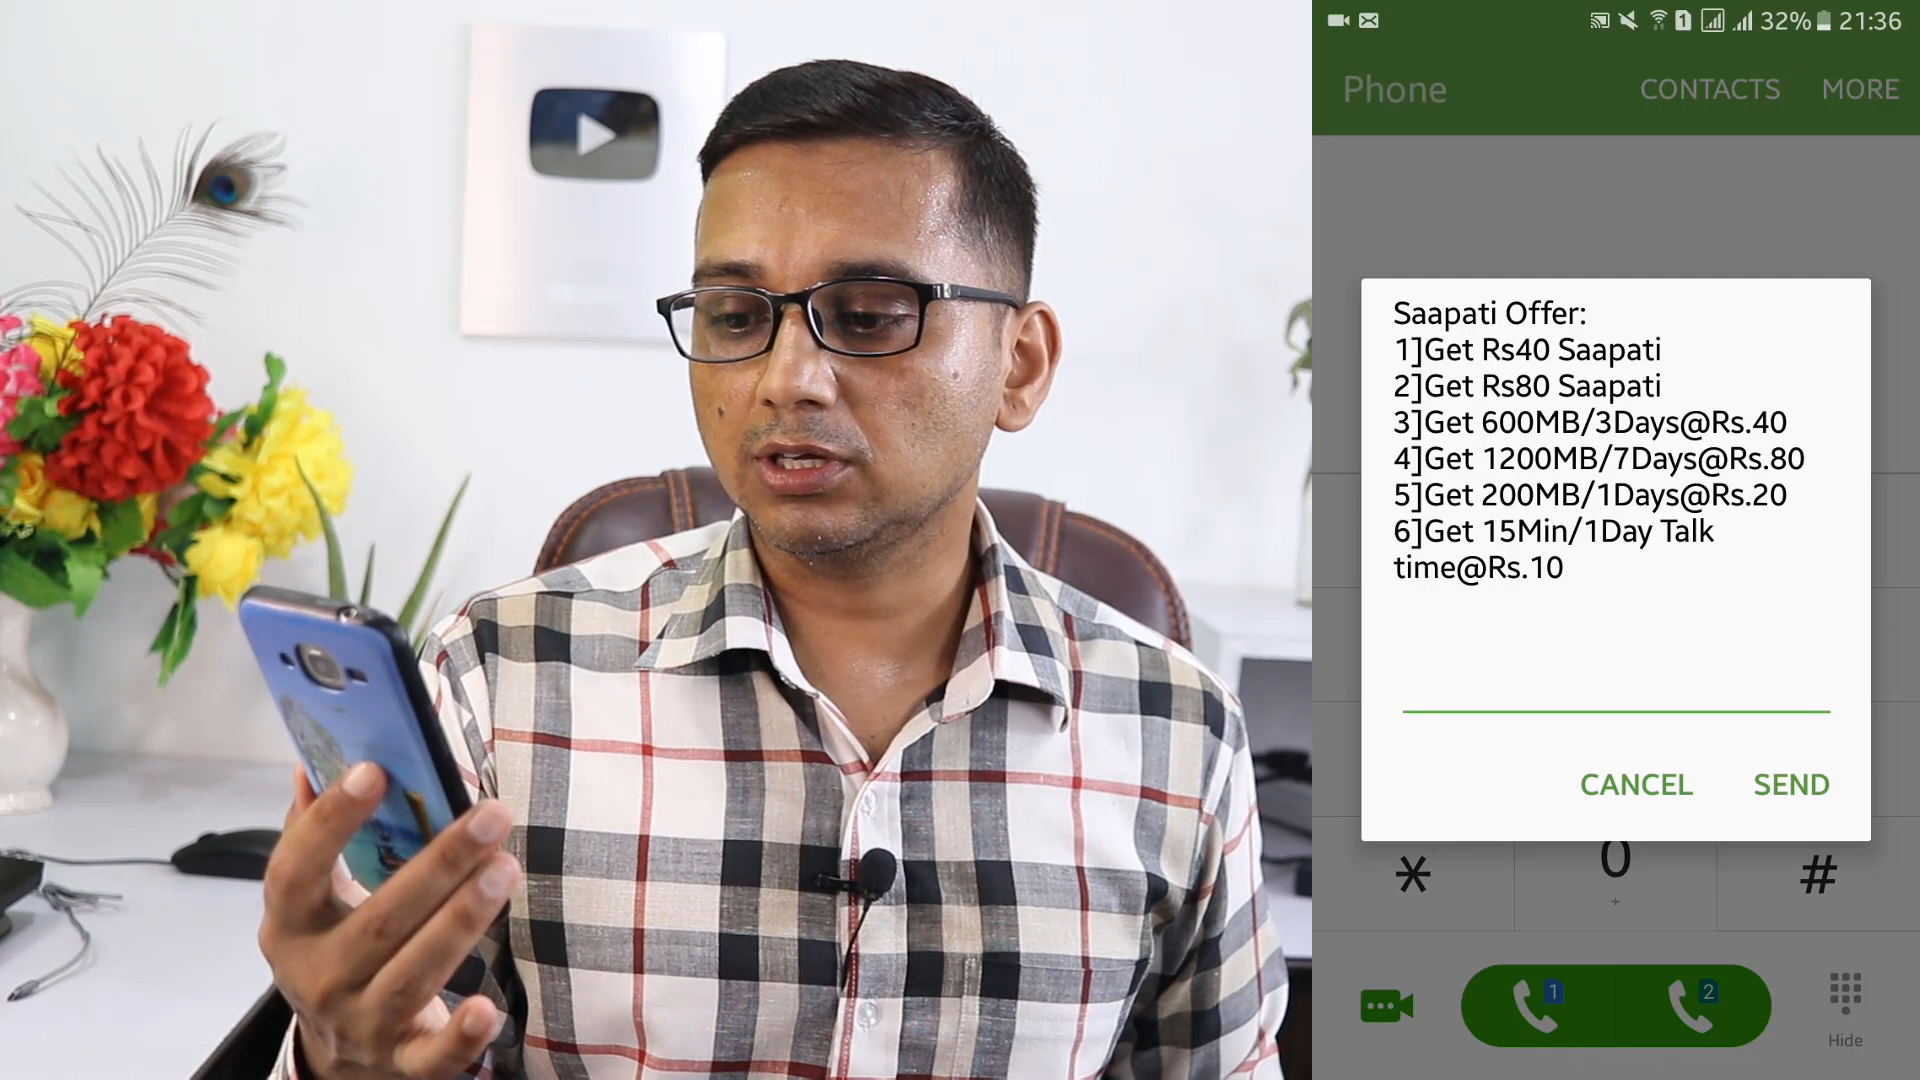 32% 21:36
Phone CONTACTS MORE
Saapati Offer:
1]Get Rs40 Saapati
2]Get Rs80 Saapati
3]Get 600MB/3Days@Rs.40
4]Get 1200MB/7Days@Rs.80
5]Get 200MB/1Days@Rs.20
6]Get 15Min/1Day Talk
time@Rs.10
CANCEL SEND
* 0 #
+
1 2
Hide